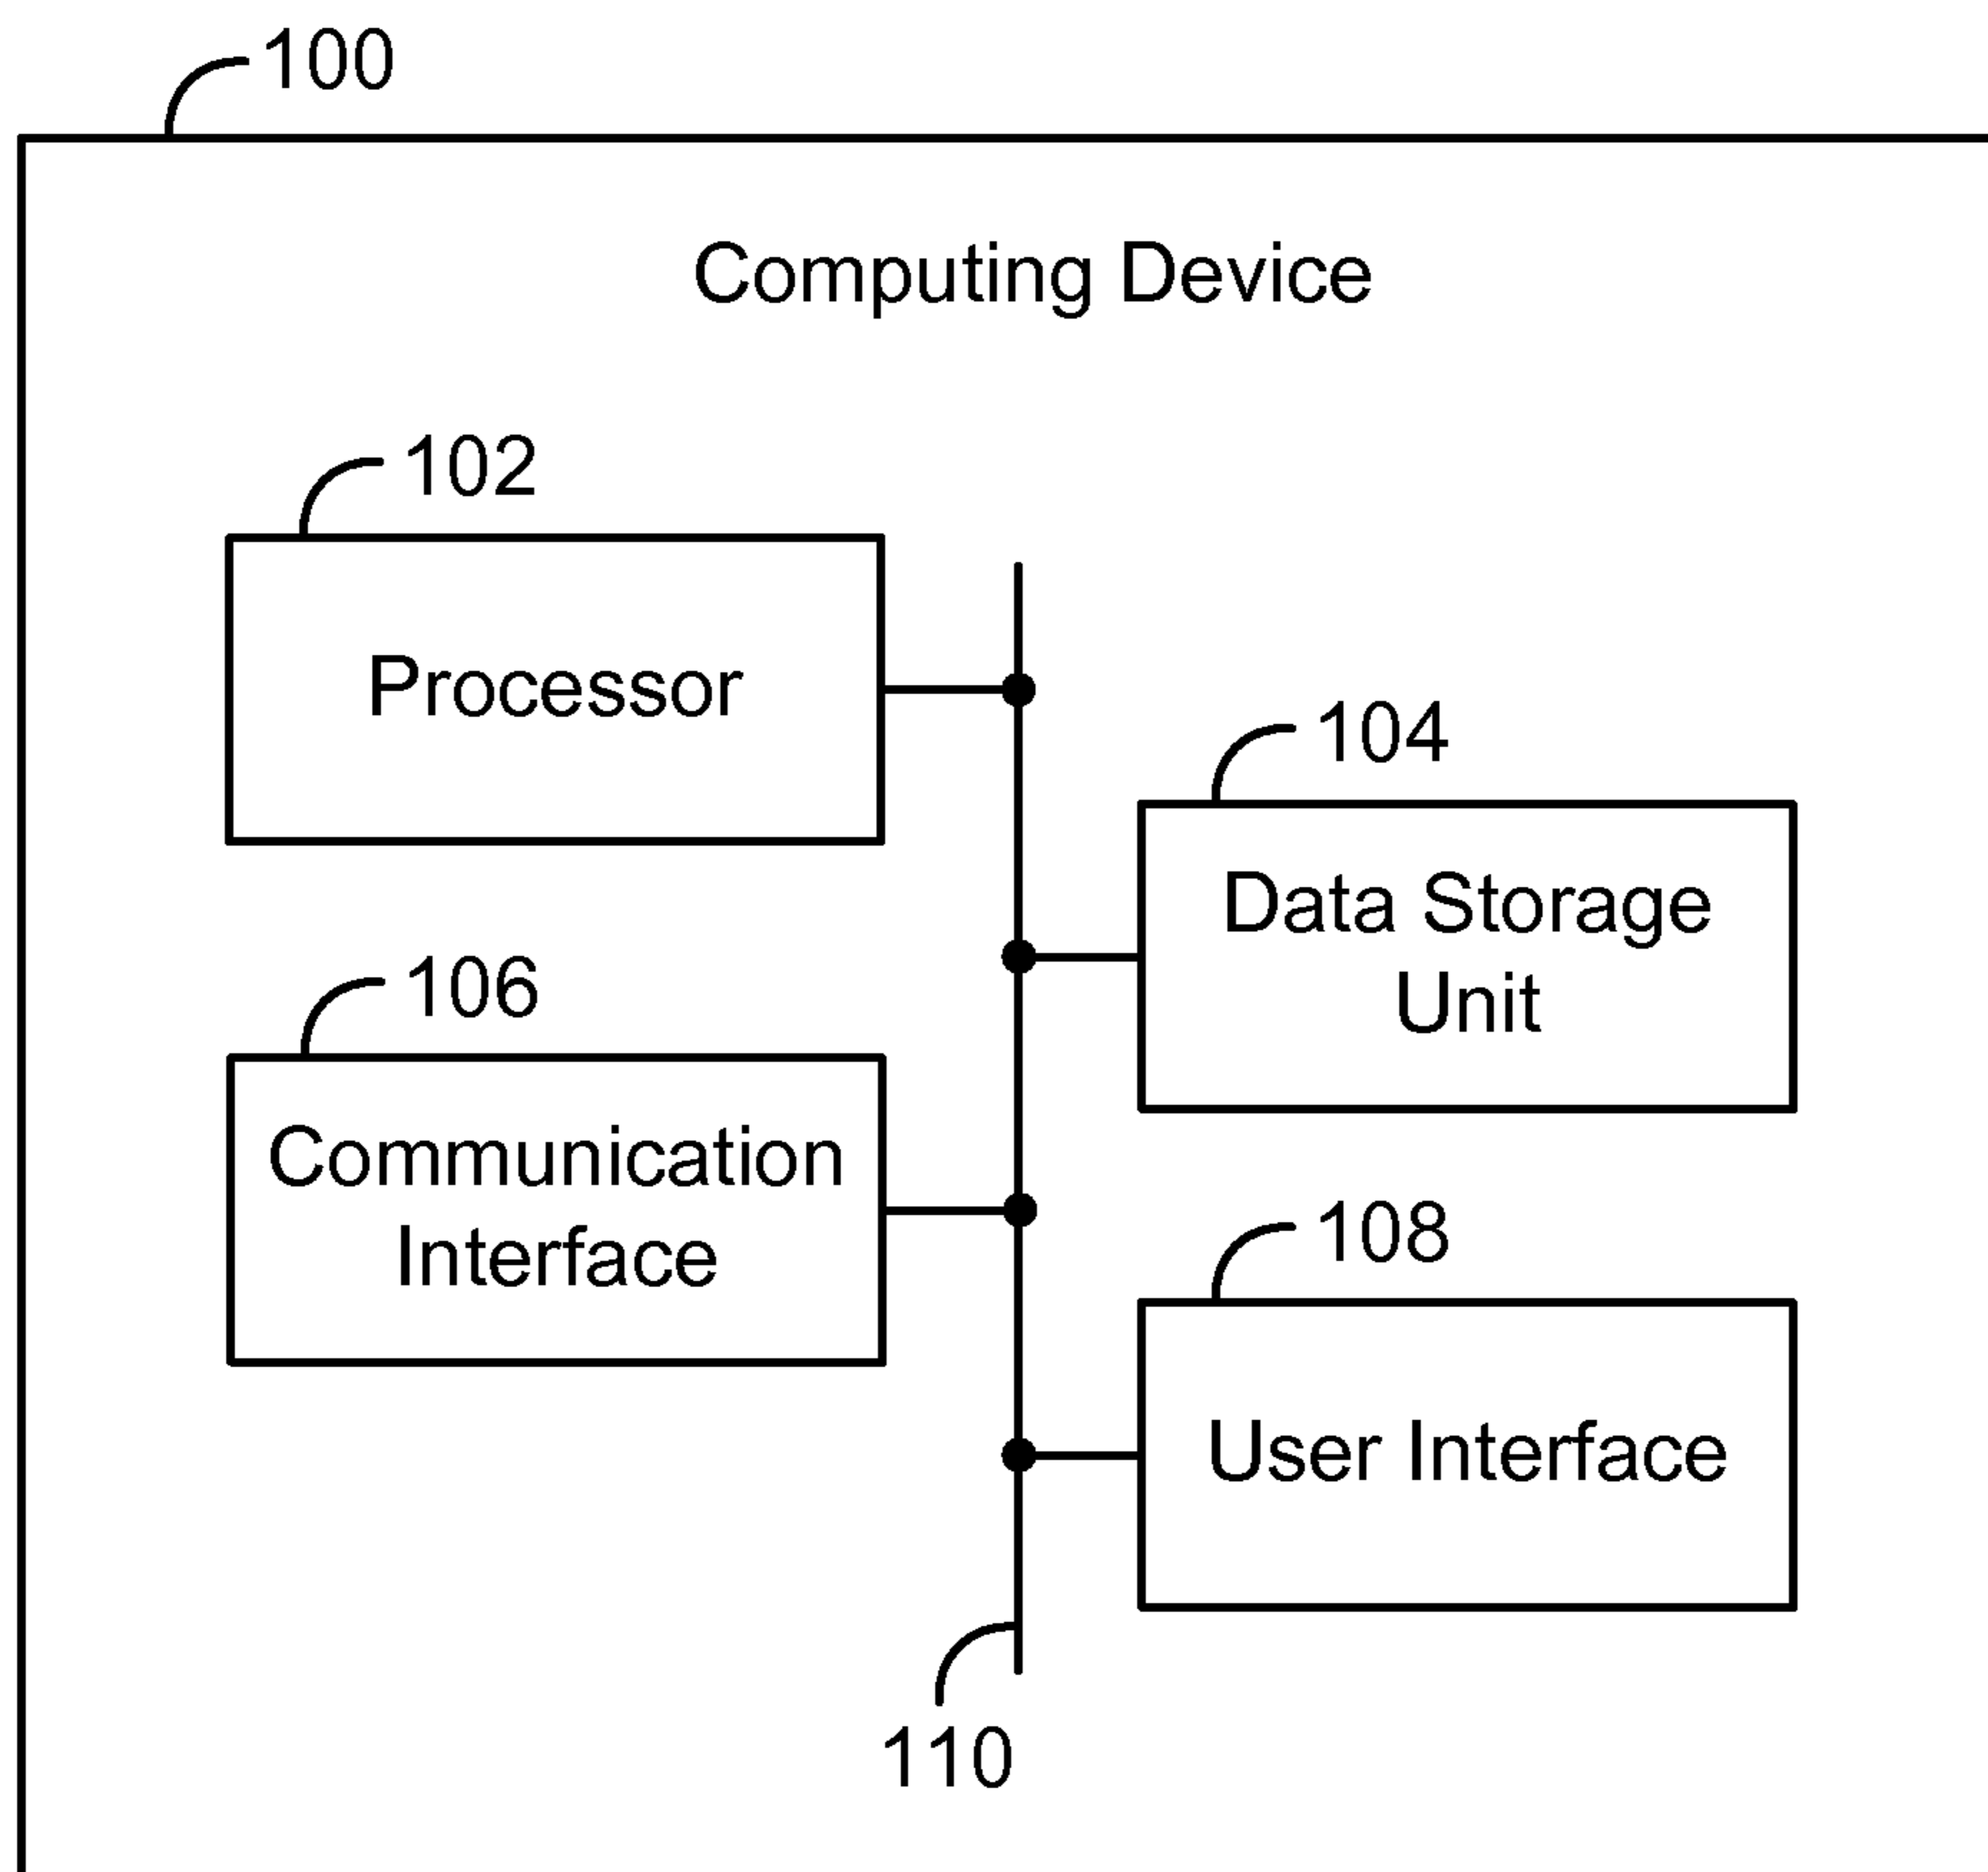 100
Computing Device
102
Processor
104
Data Storage
Unit
106
Communication
Interface
108
User Interface
110